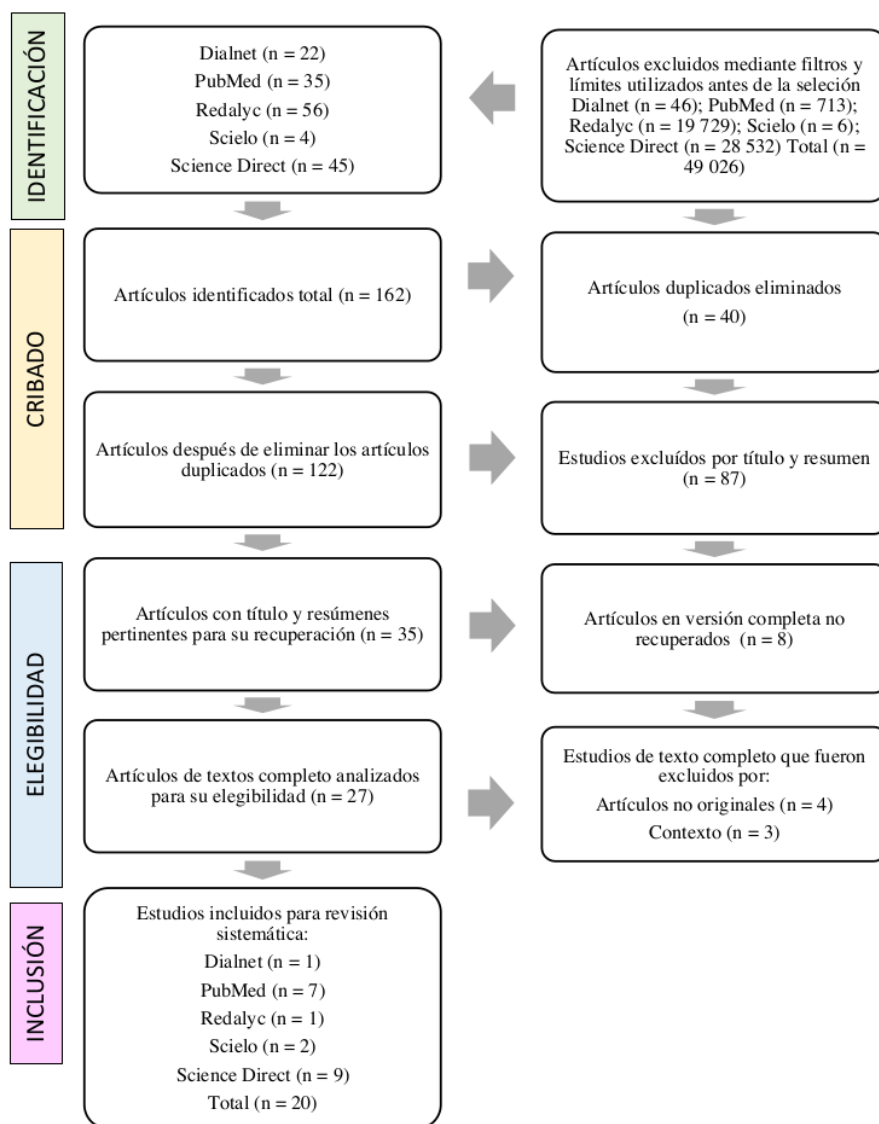 IDENTIFICACIÓN
Dialnet (n = 22)
PubMed (n = 35)
Redalyc (n = 56)
Scielo (n = 4)
Science Direct (n = 45)
Artículos excluidos mediante filtros y
límites utilizados antes de la seleción
Dialnet (n = 46); PubMed (n = 713);
Redalyc (n = 19 729); Scielo (n = 6);
Science Direct (n = 28 532) Total (n =
49 026)
CRIBADO
Artículos identificados total (n = 162)
Artículos duplicados eliminados
(n = 40)
Artículos después de eliminar los artículos
duplicados (n = 122)
Estudios excluídos por título y resumen
(n = 87)
ELEGIBILIDAD
Artículos con título y resúmenes
pertinentes para su recuperación (n = 35)
Artículos en versión completa no
recuperados (n = 8)
Artículos de textos completo analizados
para su elegibilidad (n = 27)
Estudios de texto completo que fueron
excluidos por:
Artículos no originales (n = 4)
Contexto (n = 3)
INCLUSIÓN
Estudios incluidos para revisión
sistemática:
Dialnet (n = 1)
PubMed (n = 7)
Redalyc (n = 1)
Scielo (n = 2)
Science Direct (n = 9)
Total (n = 20)